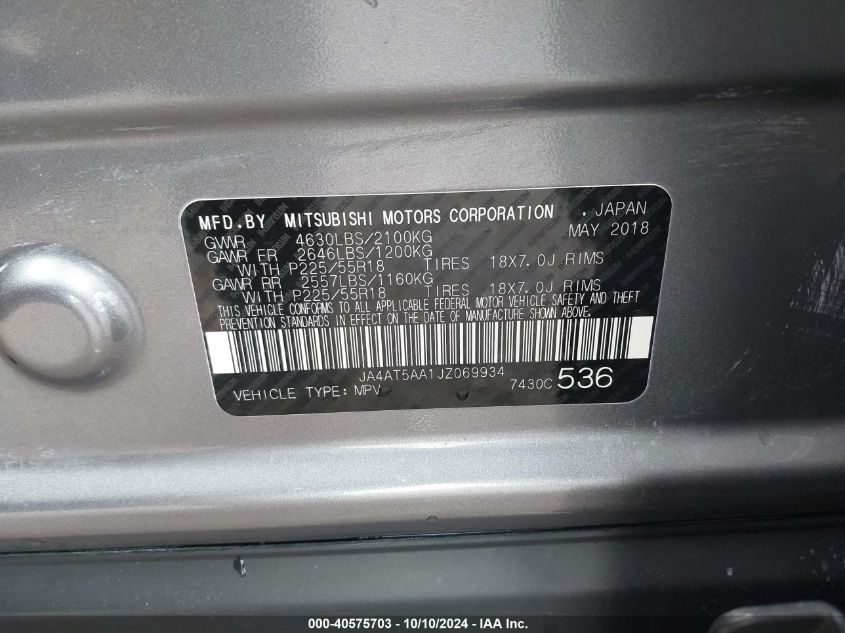 MFD.BY MITSUBISHI MOTORS CORPORATION . JAPAN
GVWR 4630LBS/2100KG MAY 2018
GAWR FR 2646LBS/1200KG
WITH P225/55R18 TIRES 18X7.0J RIMS
GAWR RR 2557LBS/1160KG
WITH P225/55R18 TIRES 18X7.0J RIMS
THIS VEHICLE CONFORMS TO ALL APPLICABLE FEDERAL MOTOR VEHICLE SAFETY AND THEFT
PREVENTION STANDARDS IN EFFECT ON THE DATE OF MANUFACTURE SHOWN ABOVE.
JA4AT5AA1JZ069934
VEHICLE TYPE: MPV 7430C 536
000-40575703 - 10/10/2024 - IAA Inc.